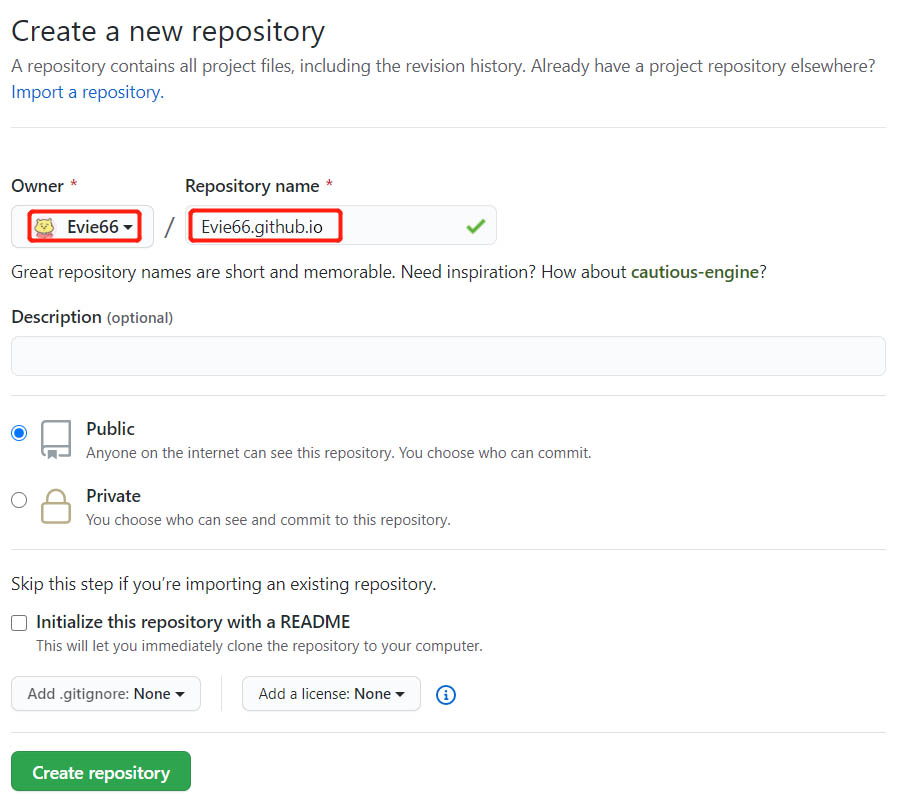 Create a new repository
A repository contains all project files, including the revision history. Already have a project repository elsewhere?
Import a repository.
Owner * Repository name *
Evie66 / Evie66.github.io
Great repository names are short and memorable. Need inspiration? How about cautious-engine?
Description (optional)
Public
Anyone on the internet can see this repository. You choose who can commit.
Private
You choose who can see and commit to this repository.
Skip this step if you’re importing an existing repository.
Initialize this repository with a README
This will let you immediately clone the repository to your computer.
Add .gitignore: None Add a license: None
Create repository